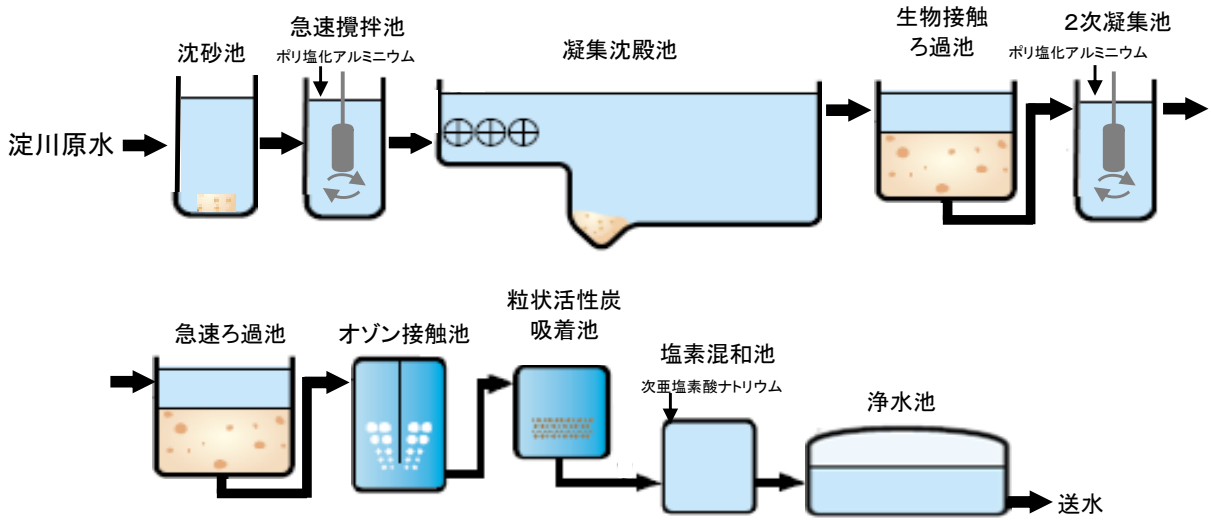 淀川原水
沈砂池
急速攪拌池
ポリ塩化アルミニウム
凝集沈殿池
生物接触
ろ過池
２次凝集池
ポリ塩化アルミニウム
急速ろ過池
オゾン接触池
粒状活性炭
吸着池
塩素混和池
次亜塩素酸ナトリウム
浄水池
送水